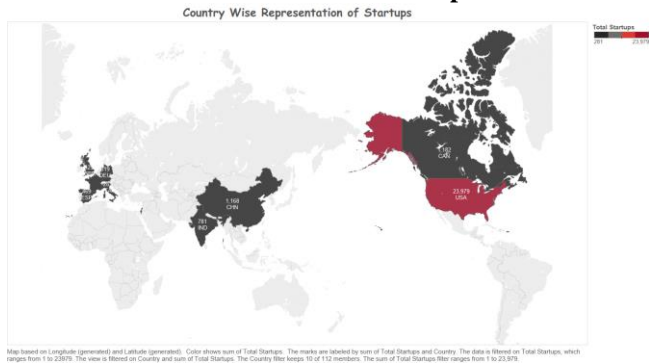 Country Wise Representation of Startups
Total Startups
281 23,979
CAN
23,979
USA
1,168
CHN
781
IND
Map based on Longitude (generated) and Latitude (generated). Color shows sum of Total Startups. The marks are labeled by sum of Total Startups and Country. The data is filtered on Total Startups, which
ranges from 1 to 23979. The view is filtered on Country and sum of Total Startups. The Country filter keeps 10 of 112 members. The sum of Total Startups filter ranges from 1 to 23,979.